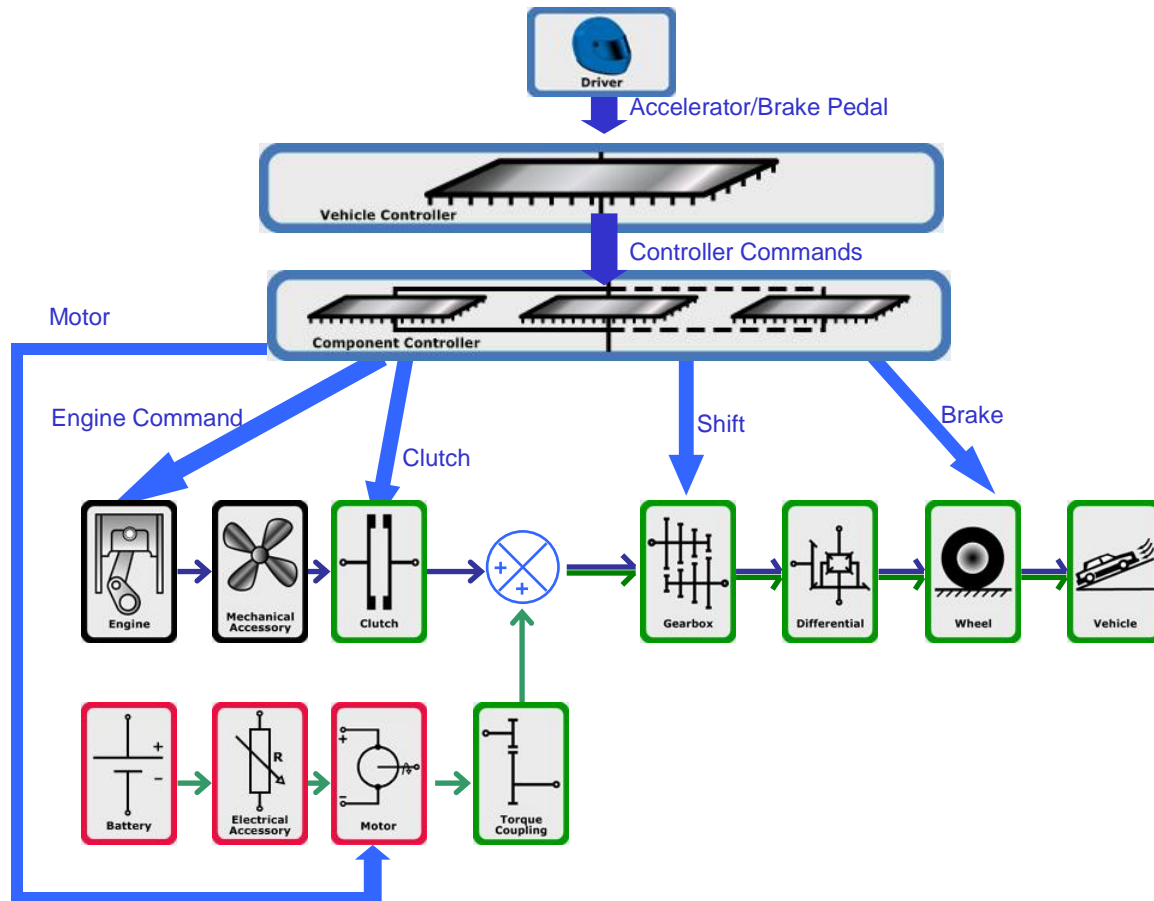 Driver
Accelerator/Brake Pedal
Vehicle Controller
Controller Commands
Motor
Component Controller
Engine Command
Clutch
Shift
Brake
Engine
Mechanical
Accessory
Clutch
+
+
Gearbox
Differential
Wheel
Vehicle
+
−
Battery
R
Electrical
Accessory
+
−
Motor
Torque
Coupling